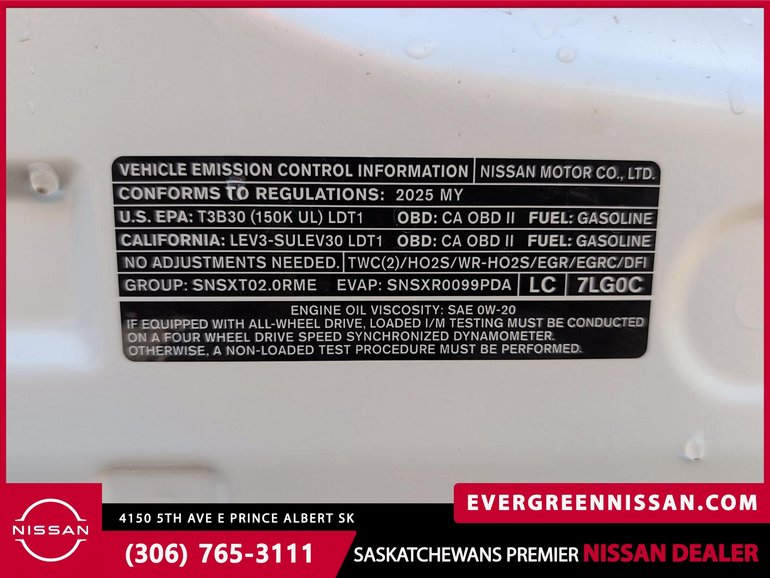 VEHICLE EMISSION CONTROL INFORMATION NISSAN MOTOR CO., LTD.
CONFORMS TO REGULATIONS: 2025 MY
U.S. EPA: T3B30 (150K UL) LDT1 OBD: CA OBD II FUEL: GASOLINE
CALIFORNIA: LEV3-SULEV30 LDT1 OBD: CA OBD II FUEL: GASOLINE
NO ADJUSTMENTS NEEDED. TWC(2)/HO2S/WR-HO2S/EGR/EGRC/DFI
GROUP: SNSXT02.0RME EVAP: SNSXR0099PDA LC 7LG0C
ENGINE OIL VISCOSITY: SAE 0W-20
IF EQUIPPED WITH ALL-WHEEL DRIVE, LOADED I/M TESTING MUST BE CONDUCTED
ON A FOUR WHEEL DRIVE SPEED SYNCHRONIZED DYNAMOMETER.
OTHERWISE, A NON-LOADED TEST PROCEDURE MUST BE PERFORMED.
EVERGREENNISSAN.COM
NISSAN
4150 5TH AVE E PRINCE ALBERT SK
(306) 765-3111
SASKATCHEWANS PREMIER NISSAN DEALER